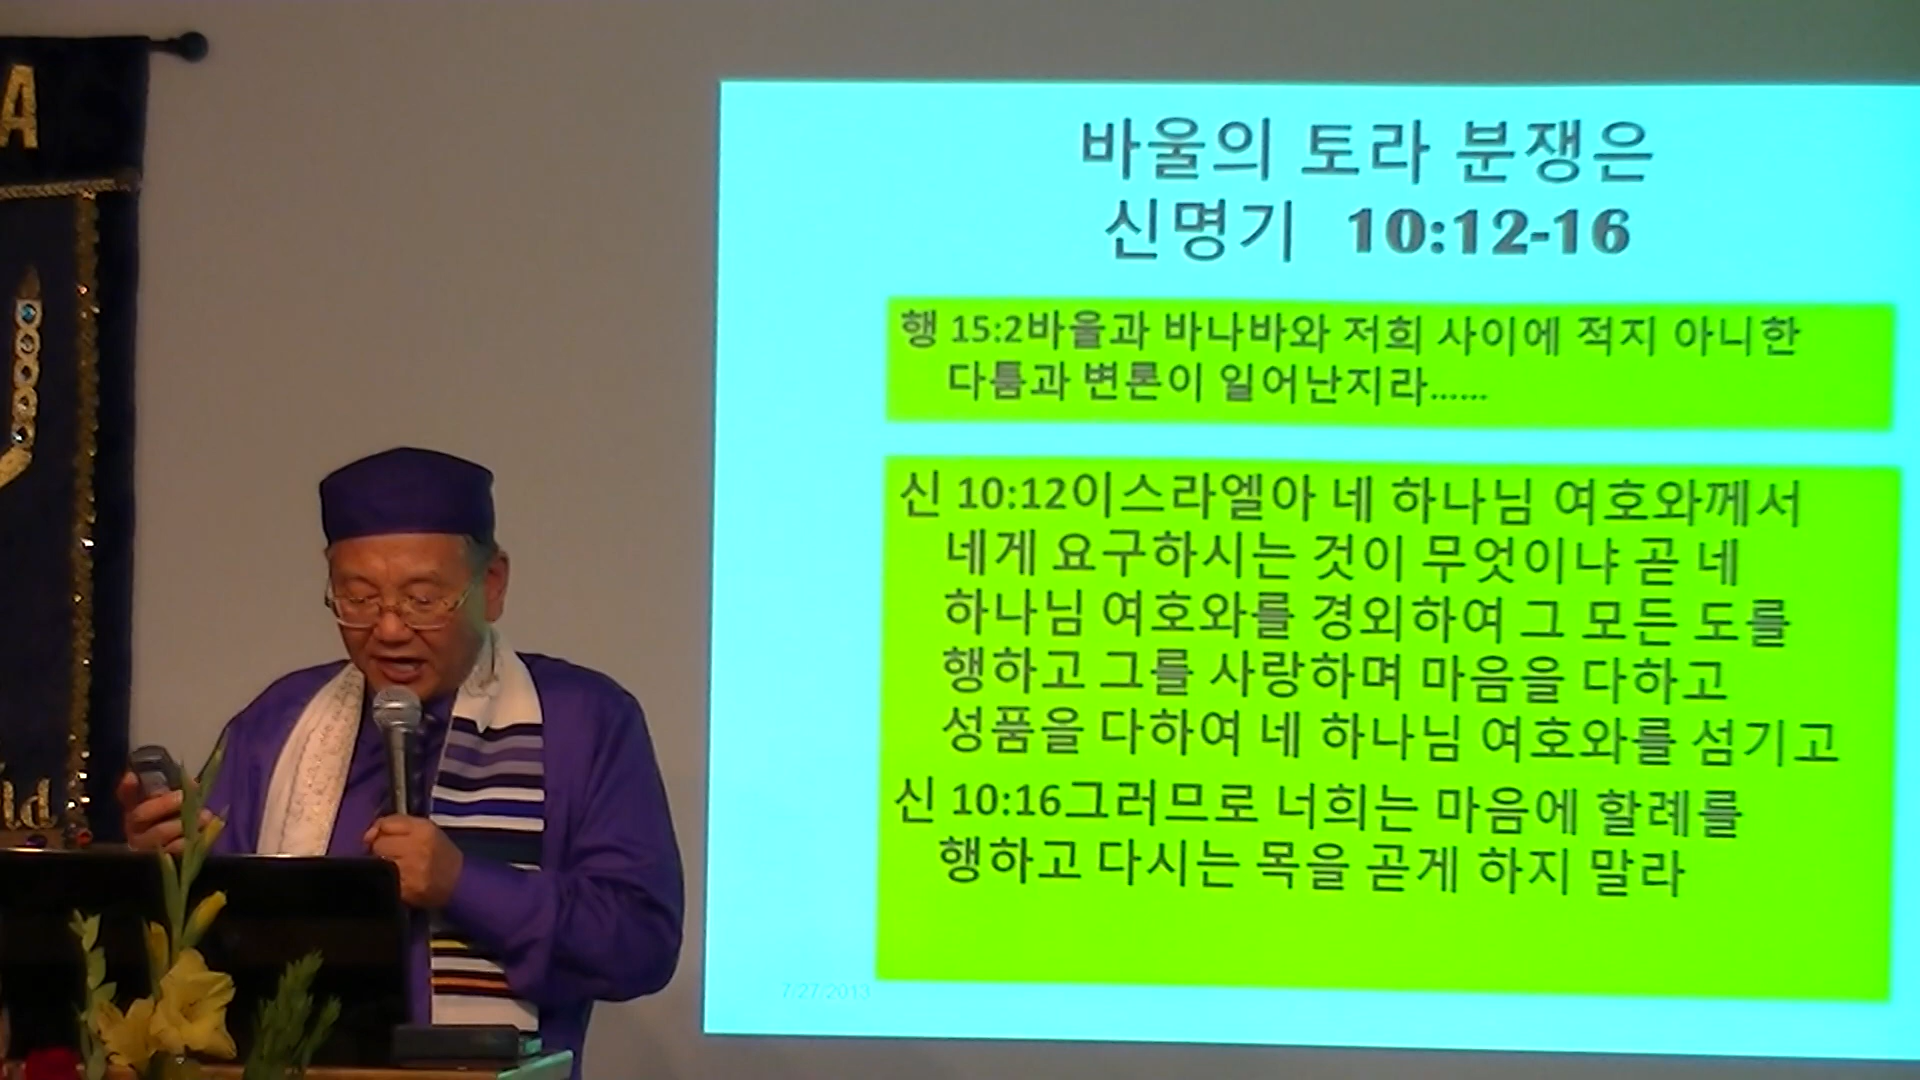 A
ld
바울의 토라 분쟁은
신명기 10:12-16
행 15:2바울과 바나바와 저희 사이에 적지 아니한
다툼과 변론이 일어난지라......
신 10:12이스라엘아 네 하나님 여호와께서
네게 요구하시는 것이 무엇이냐 곧 네
하나님 여호와를 경외하여 그 모든 도를
행하고 그를 사랑하며 마음을 다하고
성품을 다하여 네 하나님 여호와를 섬기고
신 10:16그러므로 너희는 마음에 할례를
행하고 다시는 목을 곧게 하지 말라
7/27/2013